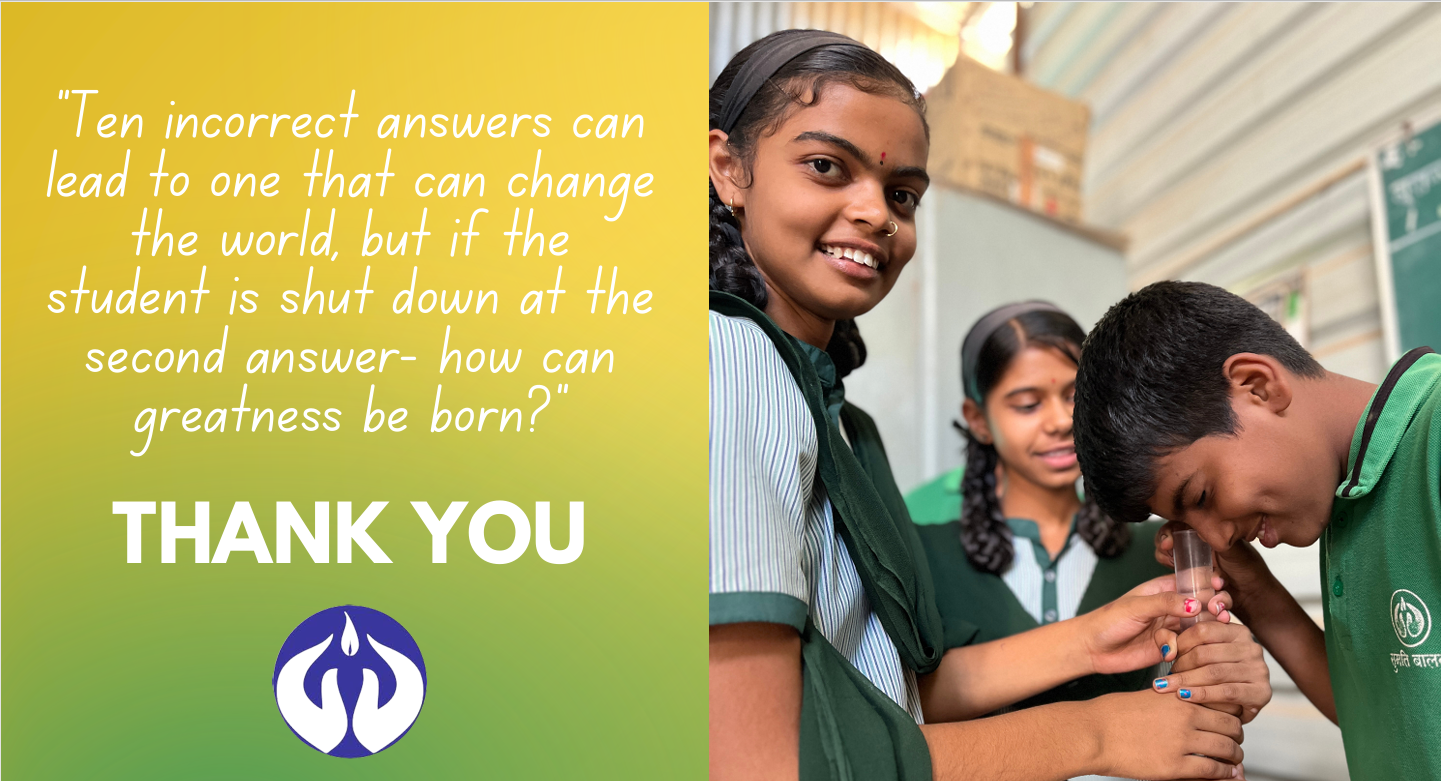 "Ten incorrect answers can
lead to one that can change
the world, but if the
student is shut down at the
second answer- how can
greatness be born?"
THANK YOU
सुमति बाल